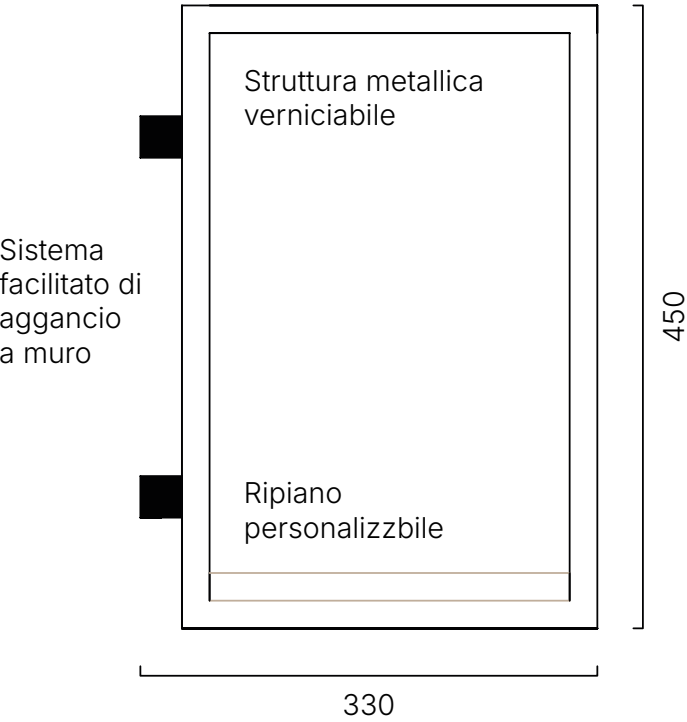 Struttura metallica
verniciabile
Sistema
facilitato di
aggancio
a muro
450
Ripiano
personalizzbile
330